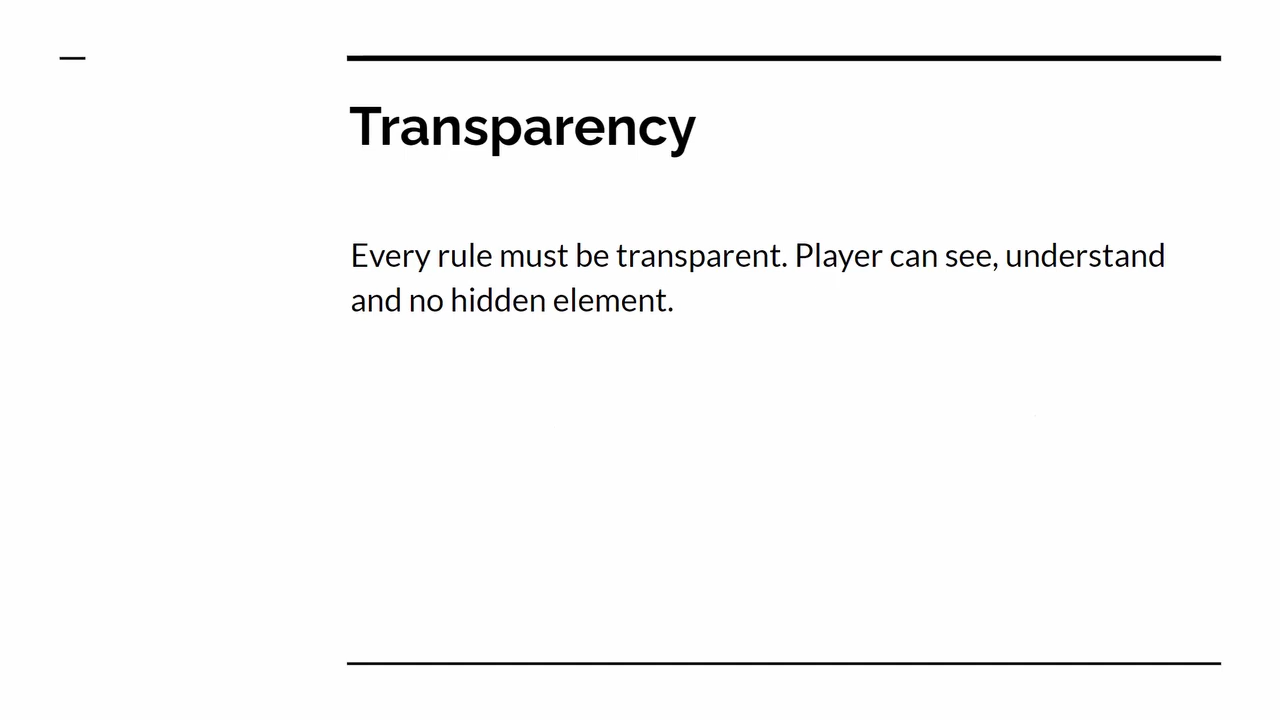 Transparency
Every rule must be transparent. Player can see, understand
and no hidden element.